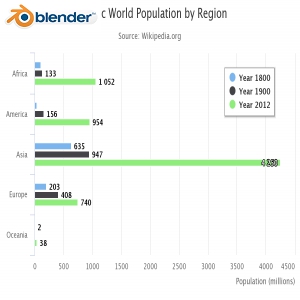 blender™
c World Population by Region
Source: Wikipedia.org
Year 1800
Year 1900
Year 2012
Africa
133
1 052
America
156
954
Asia
635
947
Europe
203
408
740
Oceania
2
38
0 500 1000 1500 2000 2500 3000 3500 4000 4500
Population (millions)